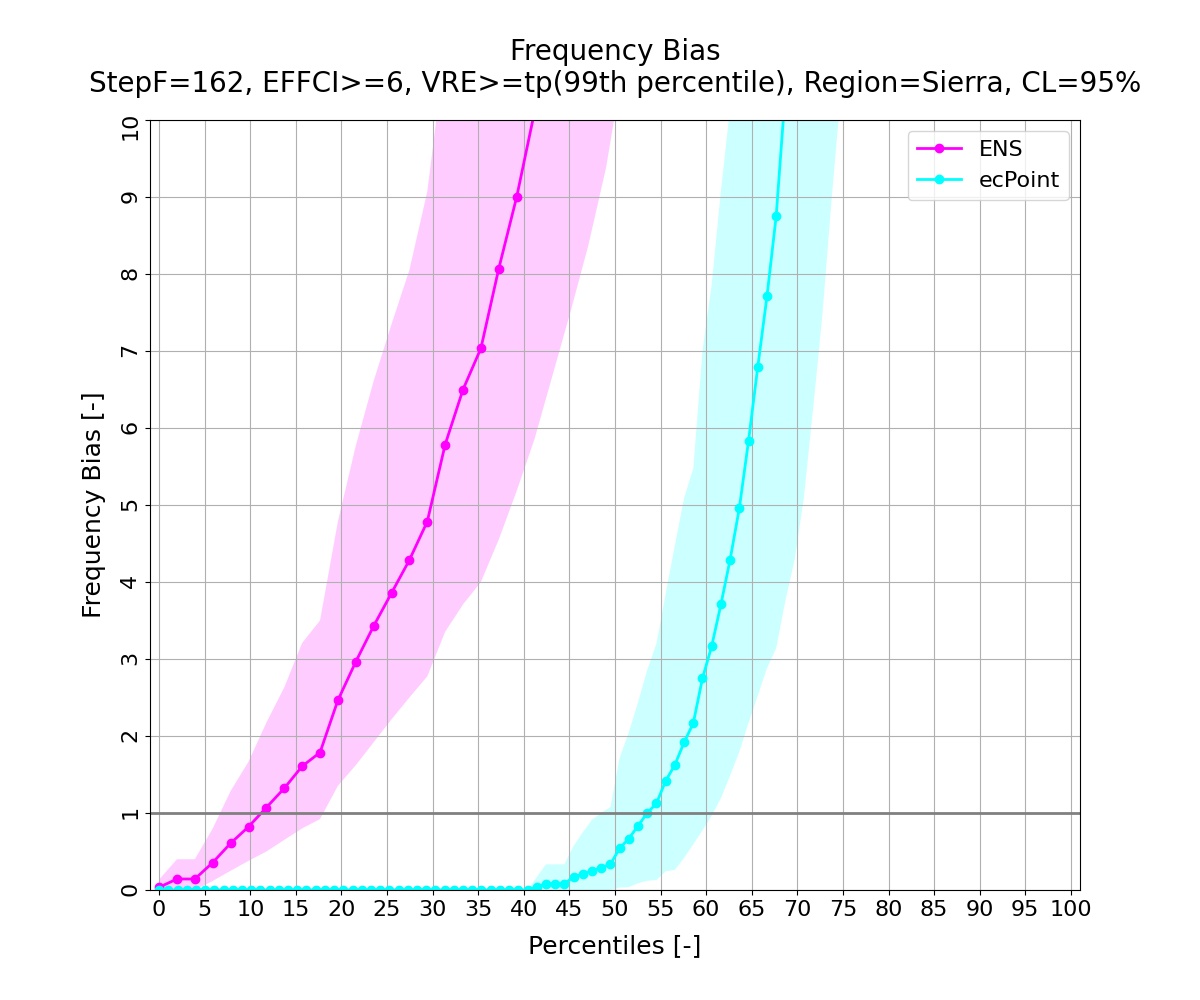 Frequency Bias
StepF=162, EFFCI>=6, VRE>=tp(99th percentile), Region=Sierra, CL=95%
10
9
8
7
6
5
4
3
2
1
0
Frequency Bias [-]
ENS
ecPoint
0 5 10 15 20 25 30 35 40 45 50 55 60 65 70 75 80 85 90 95 100
Percentiles [-]